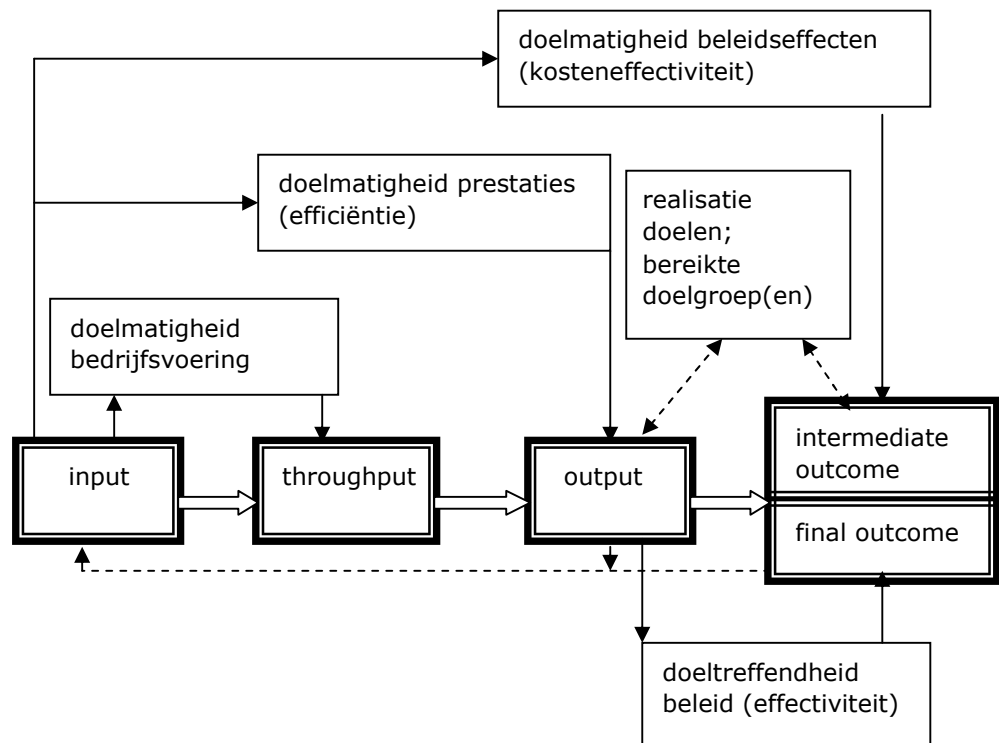 doelmatigheid beleidseffecten
(kosteneffectiviteit)
doelmatigheid prestaties
(efficiëntie)
realisatie
doelen;
bereikte
doelgroep(en)
doelmatigheid
bedrijfsvoering
input
throughput
output
intermediate
outcome
final outcome
doeltreffendheid
beleid (effectiviteit)